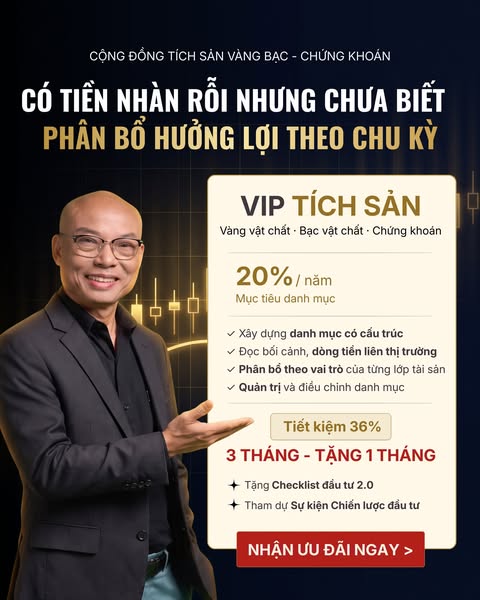 CỘNG ĐỒNG TÍCH SẢN VÀNG BẠC - CHỨNG KHOÁN
CÓ TIỀN NHÀN RỖI NHƯNG CHƯA BIẾT
PHÂN BỔ HƯỞNG LỢI THEO CHU KỲ
VIP TÍCH SẢN
Vàng vật chất · Bạc vật chất · Chứng khoán
20% / năm
Mục tiêu danh mục
✓ Xây dựng danh mục có cấu trúc
✓ Đọc bối cảnh, dòng tiền liên thị trường
✓ Phân bổ theo vai trò của từng lớp tài sản
✓ Quản trị và điều chỉnh danh mục
Tiết kiệm 36%
3 THÁNG - TẶNG 1 THÁNG
Tặng Checklist đầu tư 2.0
Tham dự Sự kiện Chiến lược đầu tư
NHẬN ƯU ĐÃI NGAY >